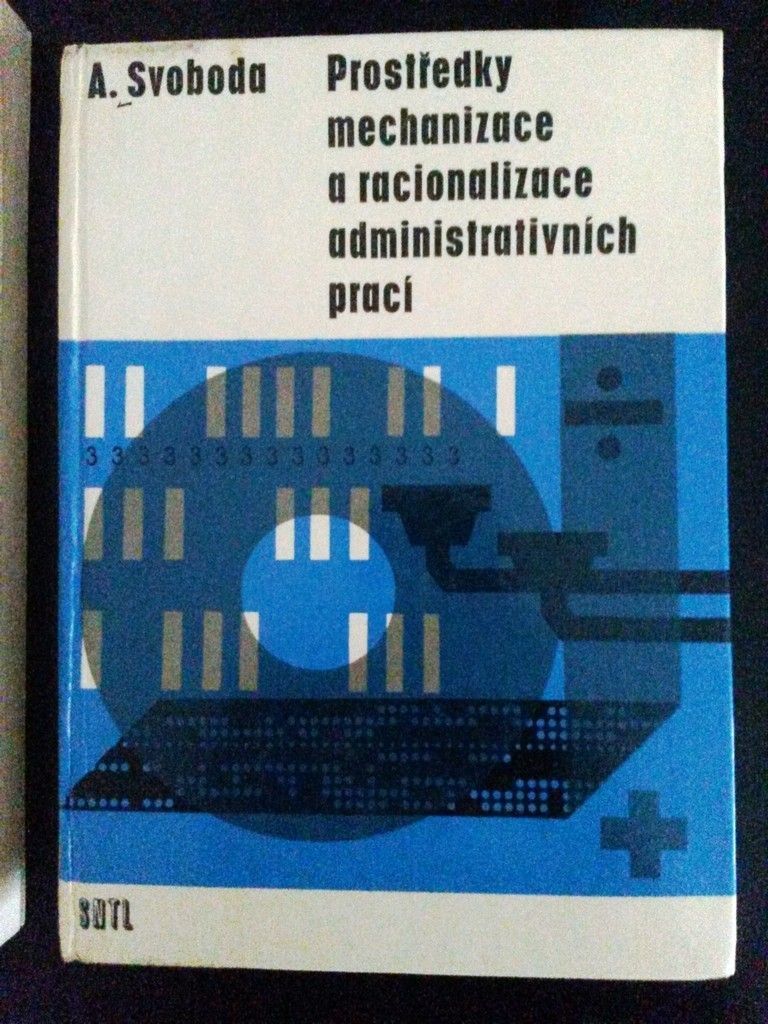 A. Svoboda
Prostředky
mechanizace
a racionalizace
administrativních
prací
3 3 3 3 3 3 3 3 3 3 3 3 3 3 3
SNTL